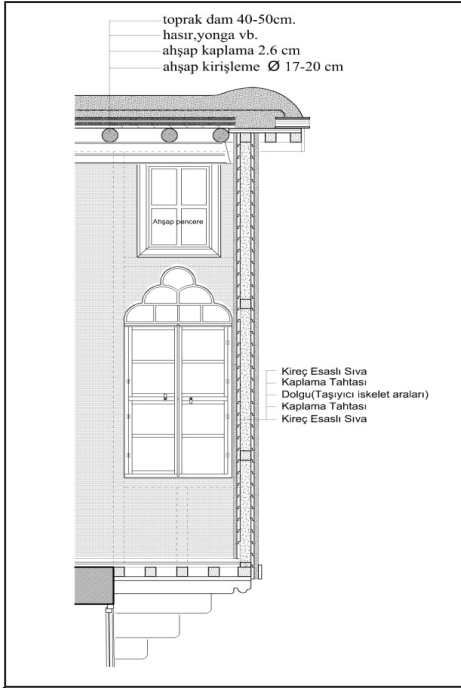 toprak dam 40-50cm.
hasır,yonga vb.
ahşap kaplama 2.6 cm
ahşap kirişleme Ø 17-20 cm
Ahşap pencere
Kireç Esaslı Sıva
Kaplama Tahtası
Dolgu(Taşıyıcı iskelet araları)
Kaplama Tahtası
Kireç Esaslı Sıva